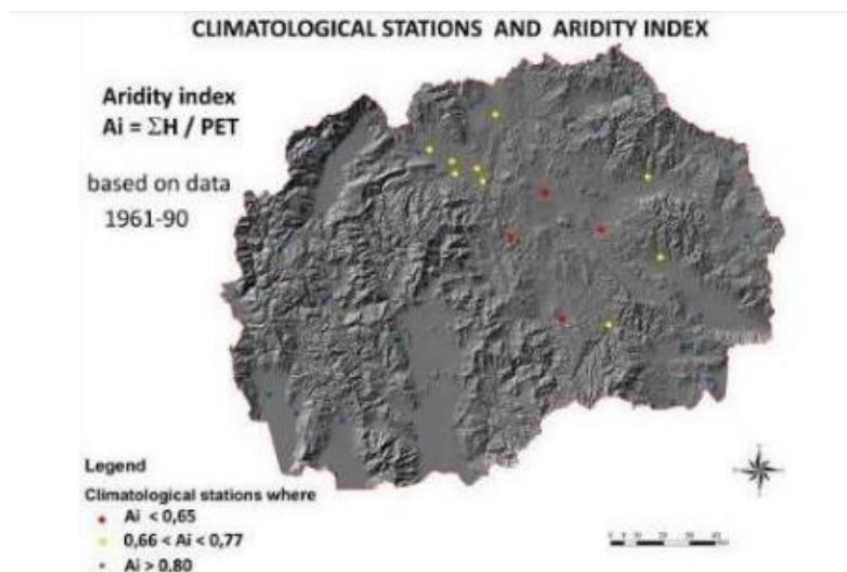 CLIMATOLOGICAL STATIONS AND ARIDITY INDEX
Aridity index
Ai = ΣH / PET
based on data
1961-90
Legend
Climatological stations where
Ai < 0,65
0,66 < Ai < 0,77
Ai > 0,80